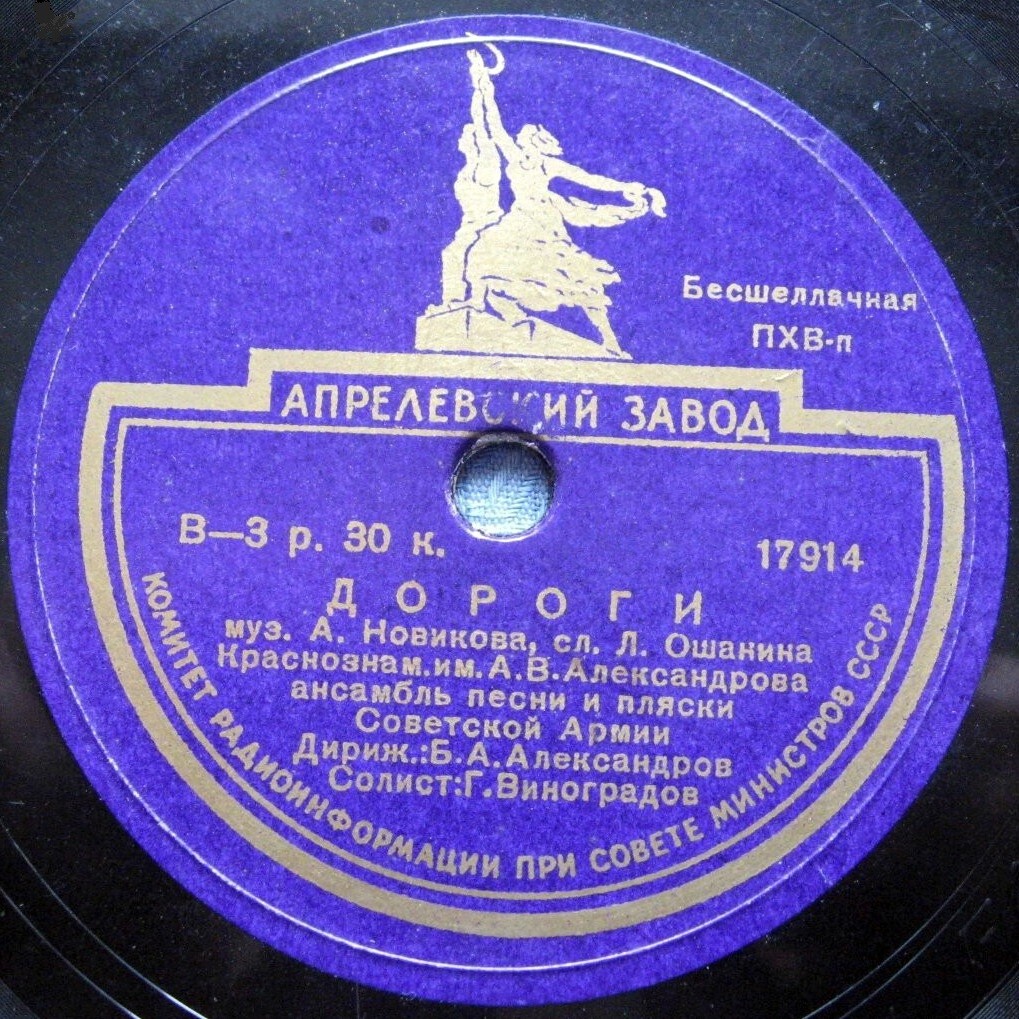 Бесшеллачная
ПХВ-п
АПРЕЛЕВСКИЙ ЗАВОД
В—3 р. 30 к.
17914
ДОРОГИ
муз. А. Новикова, сл. Л. Ошанина
Краснознам.им.А.В.Александрова
ансамбль песни и пляски
Советской Армии
Дириж.:Б.А.Александров
Солист:Г.Виноградов
КОМИТЕТ РАДИОИНФОРМАЦИИ ПРИ СОВЕТЕ МИНИСТРОВ СССР